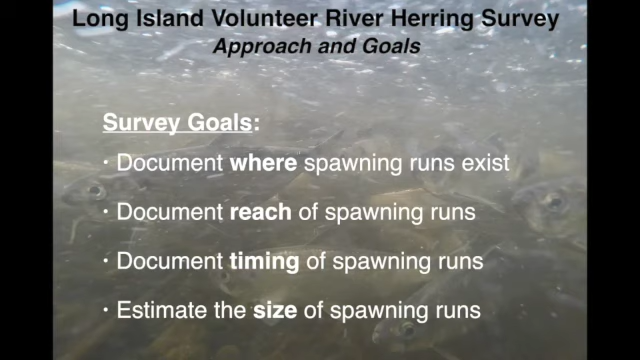 Long Island Volunteer River Herring Survey
Approach and Goals
Survey Goals:
· Document where spawning runs exist
· Document reach of spawning runs
· Document timing of spawning runs
· Estimate the size of spawning runs